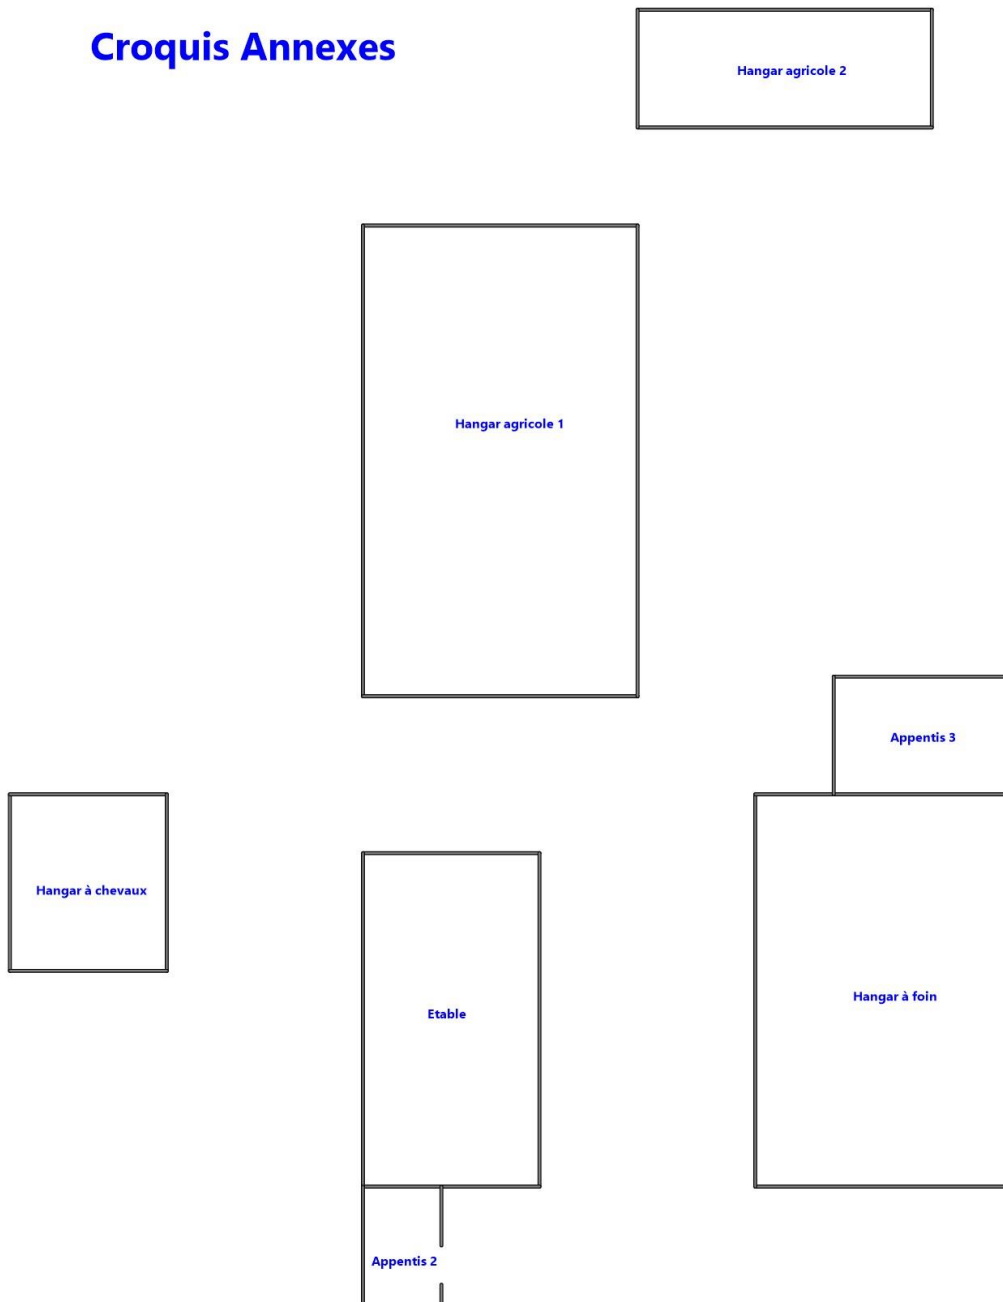 Croquis Annexes
Hangar agricole 2
Hangar agricole 1
Appentis 3
Hangar à chevaux
Hangar à foin
Etable
Appentis 2